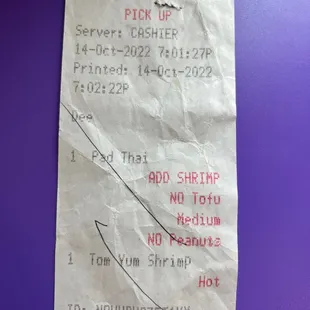 PICK UP
Server: CASHIER
14-Oct-2022 7:01:27P
Printed: 14-Oct-2022
7:02:22P
Dee
1 Pad Thai
ADD SHRIMP
NO Tofu
Medium
NO Peanuts
1 Tom Yum Shrimp
Hot
ID: